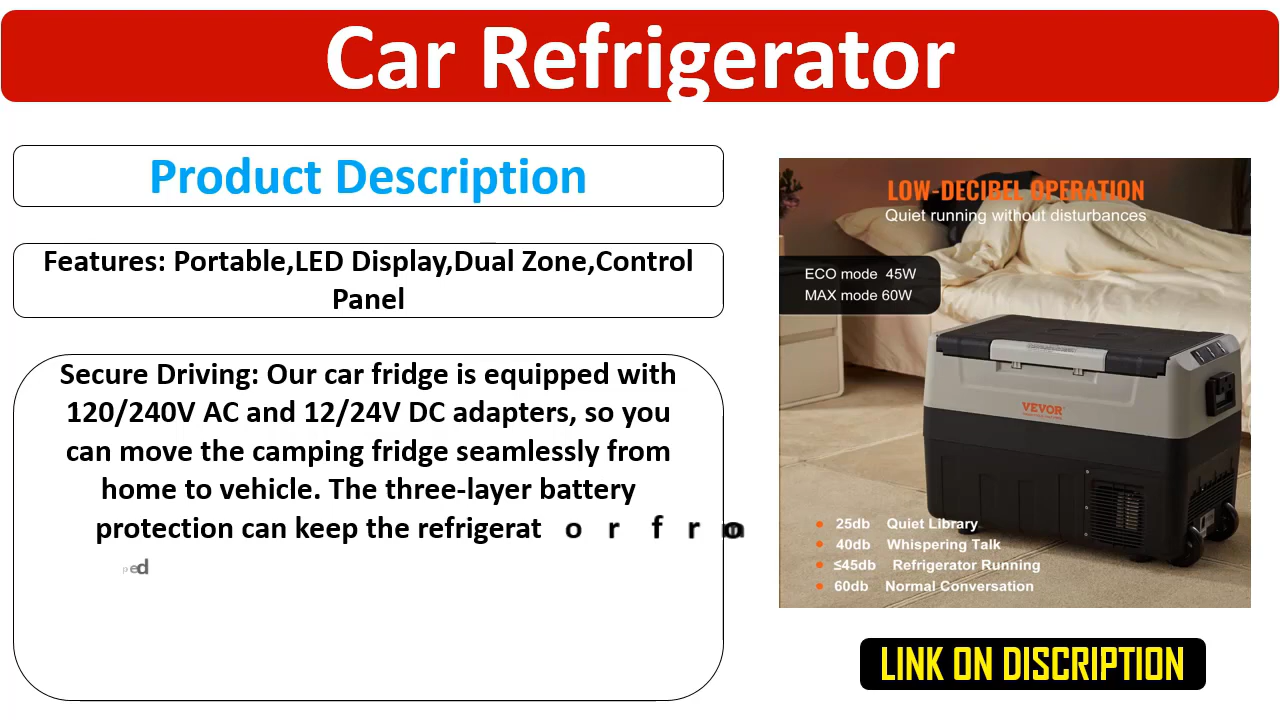 Car Refrigerator
Product Description
Features: Portable,LED Display,Dual Zone,Control
Panel
Secure Driving: Our car fridge is equipped with
120/240V AC and 12/24V DC adapters, so you
can move the camping fridge seamlessly from
home to vehicle. The three-layer battery
protection can keep the refrigerat o r f r
LOW-DECIBEL OPERATION
Quiet running without disturbances
ECO mode 45W
MAX mode 60W
VEVOR
25db Quiet Library
40db Whispering Talk
≤45db Refrigerator Running
60db Normal Conversation
LINK ON DISCRIPTION